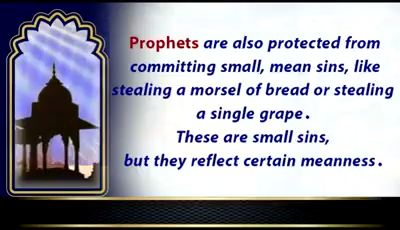 Prophets are also protected from
committing small, mean sins, like
stealing a morsel of bread or stealing
a single grape.
These are small sins,
but they reflect certain meanness.